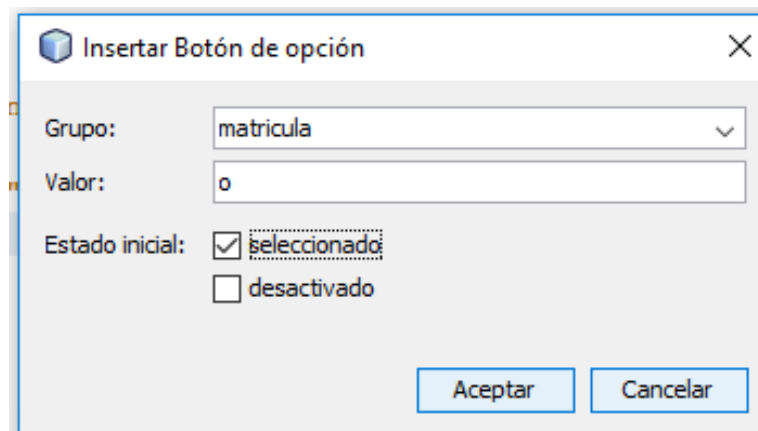 Insertar Botón de opción
Grupo: matricula
Valor: o
Estado inicial: seleccionado
desactivado
Aceptar Cancelar